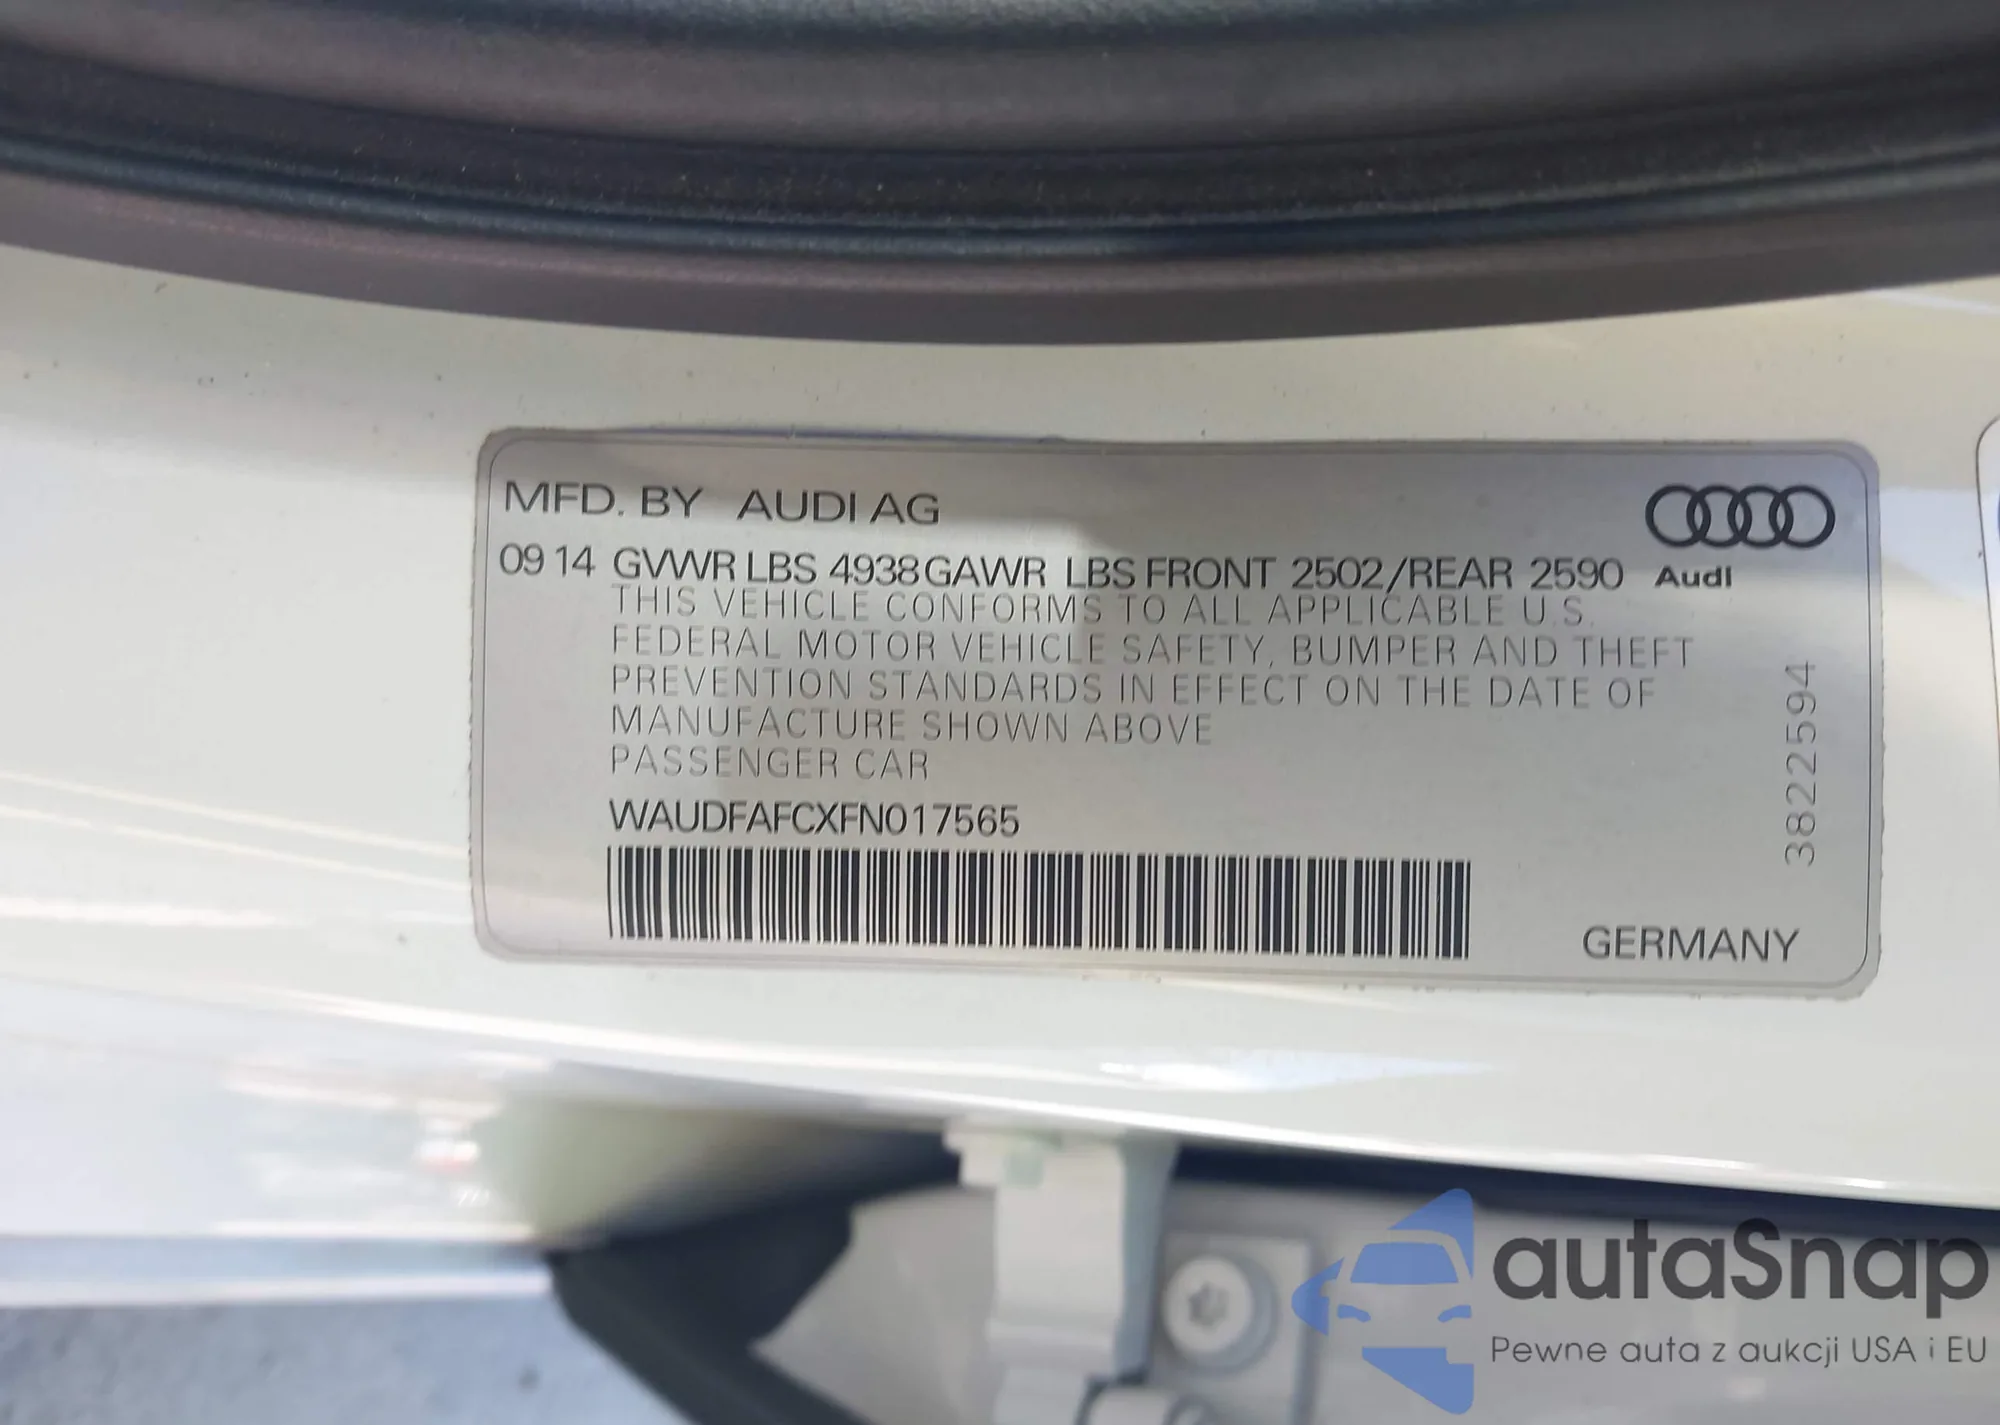 MFD. BY AUDI AG
09 14 GVWR LBS 4938 GAWR LBS FRONT 2502/REAR 2590 Audi
THIS VEHICLE CONFORMS TO ALL APPLICABLE U.S.
FEDERAL MOTOR VEHICLE SAFETY, BUMPER AND THEFT
PREVENTION STANDARDS IN EFFECT ON THE DATE OF
MANUFACTURE SHOWN ABOVE
PASSENGER CAR
WAUDFAFCXFN017565
3822594
GERMANY
autaSnap
Pewne auta z aukcji USA i EU